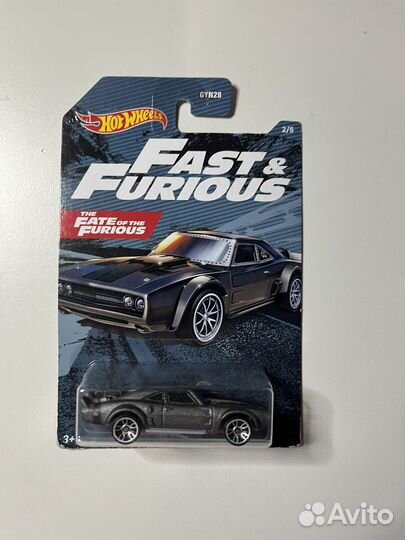 GYN28
HOT WHEELS
2/5
FAST &
FURIOUS
THE
FATE OF THE
FURIOUS
3+
Avito